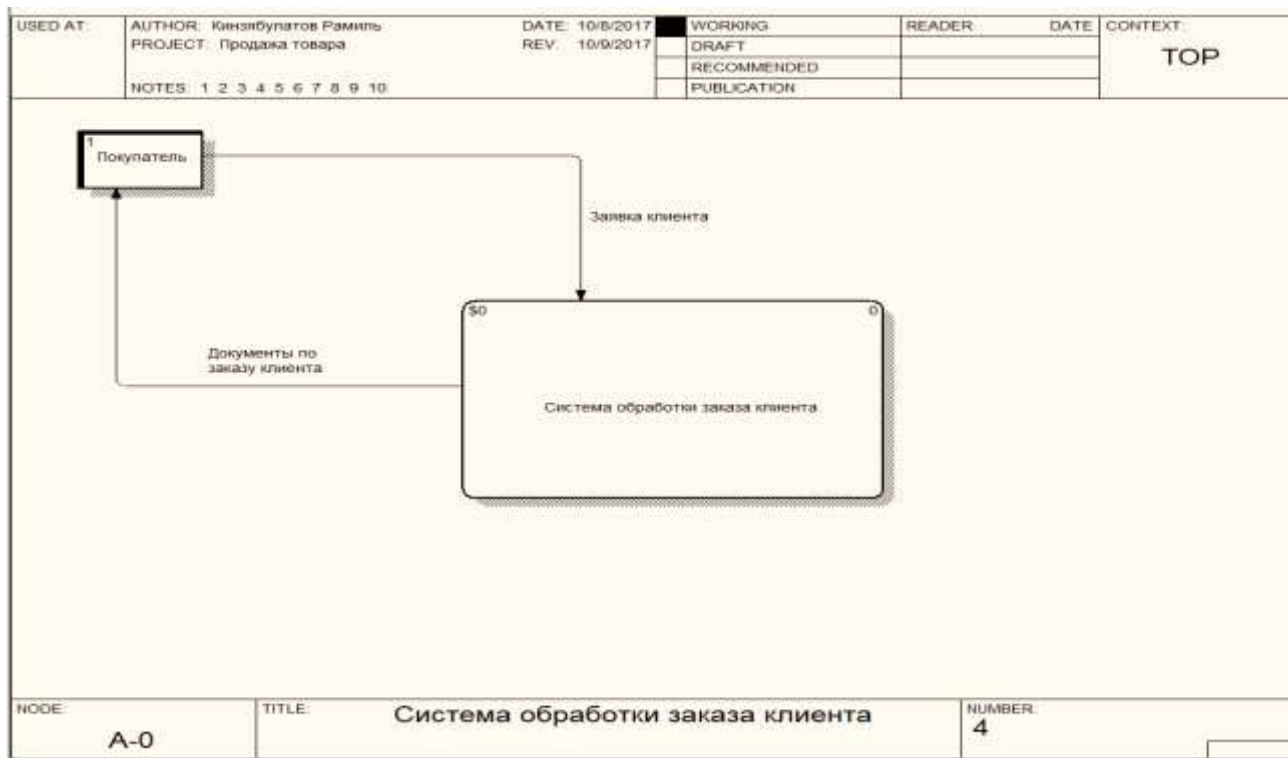 USED AT:
AUTHOR: Кинзябулатов Рамиль
DATE: 10/8/2017
PROJECT: Продажа товара
REV: 10/9/2017
NOTES: 1 2 3 4 5 6 7 8 9 10
WORKING
DRAFT
RECOMMENDED
PUBLICATION
READER
DATE
CONTEXT:
TOP
1
Покупатель
Заявка клиента
$0
0
Документы по
заказу клиента
Система обработки заказа клиента
NODE:
A-0
TITLE:
Система обработки заказа клиента
NUMBER:
4